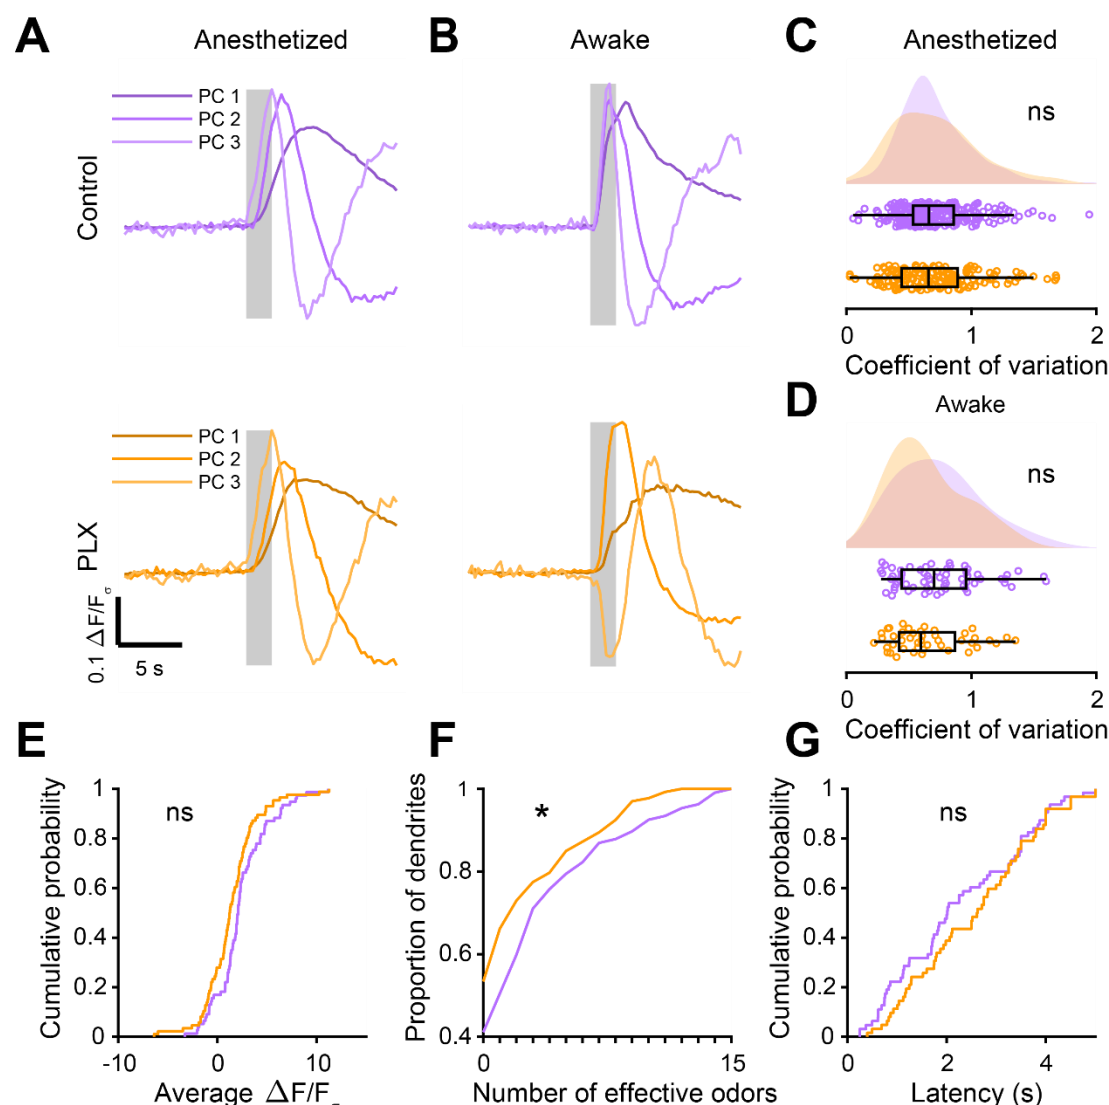 A
Anesthetized
B
Awake
C
Anesthetized
PC 1
PC 2
PC 3
Control
ns
0
1
2
Coefficient of variation
D
Awake
PC 1
PC 2
PC 3
PLX
0.1 ΔF/Fσ
5 s
ns
0
1
2
Coefficient of variation
E
ns
Cumulative probability
1
0.8
0.6
0.4
0.2
0
-10
0
10
Average ΔF/Fσ
F
*
Proportion of dendrites
1
0.8
0.6
0.4
0
15
Number of effective odors
G
ns
Cumulative probability
1
0.8
0.6
0.4
0.2
0
0
2
4
Latency (s)